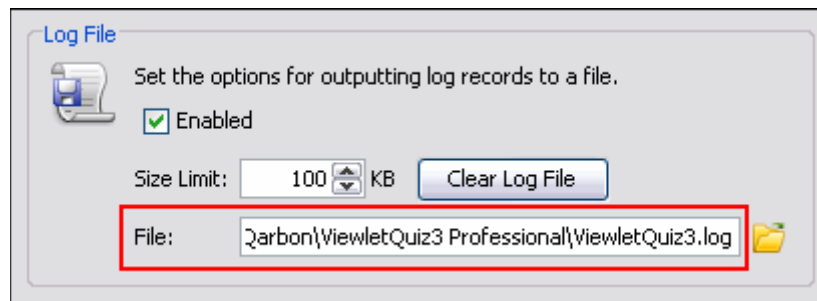 Log File
Set the options for outputting log records to a file.
Enabled
Size Limit: 100 KB Clear Log File
File: Qarbon\ViewletQuiz3 Professional\ViewletQuiz3.log